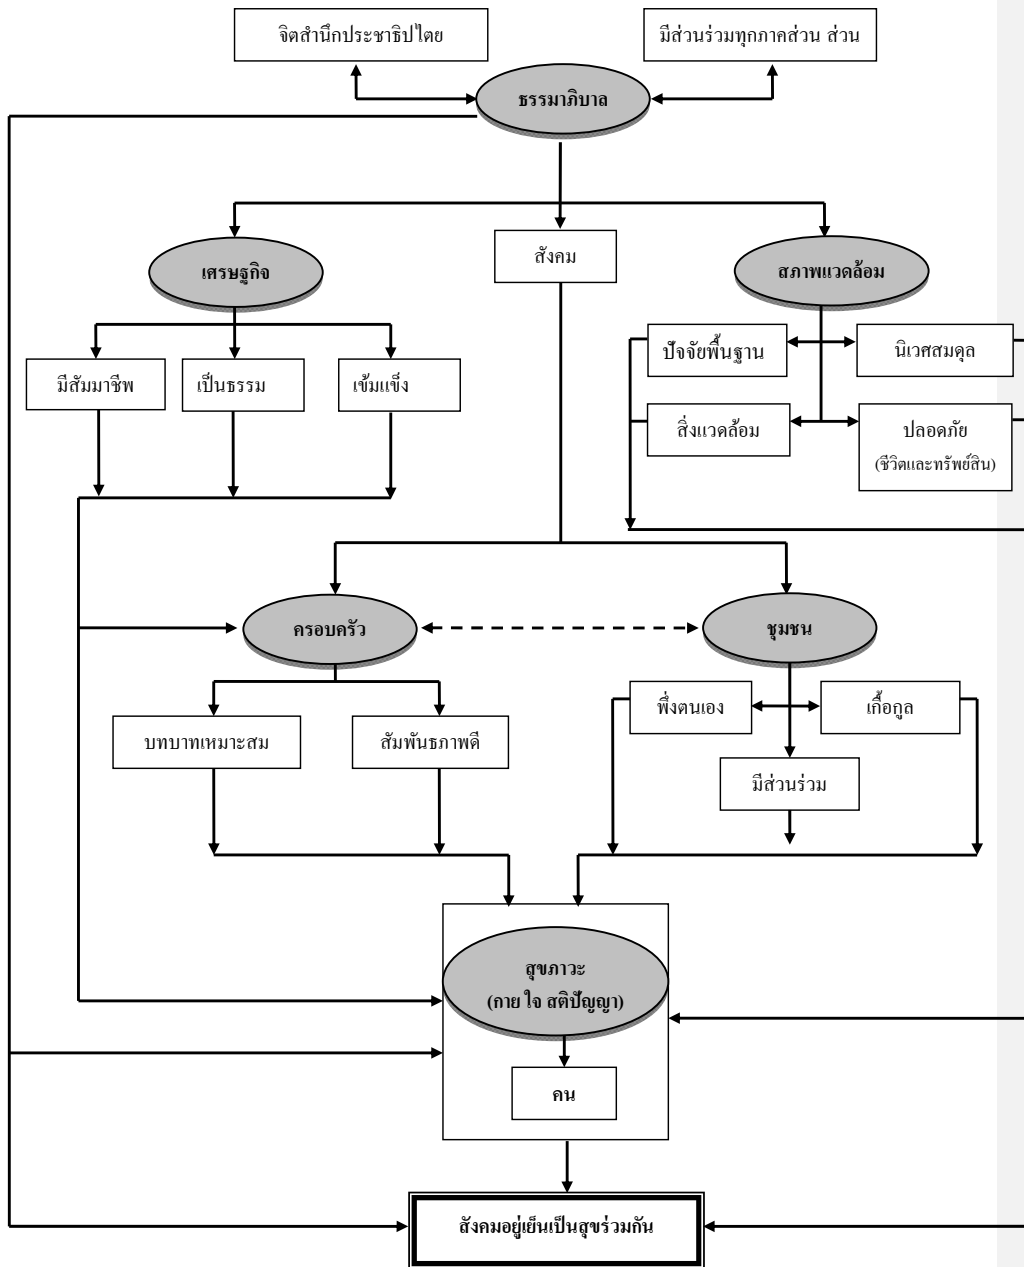 จิตสำนึกประชาธิปไตย
มีส่วนร่วมทุกภาคส่วน ส่วน
ธรรมาภิบาล
เศรษฐกิจ
สังคม
สภาพแวดล้อม
มีสัมมาชีพ
เป็นธรรม
เข้มแข็ง
ปัจจัยพื้นฐาน
นิเวศสมดุล
สิ่งแวดล้อม
ปลอดภัย
(ชีวิตและทรัพย์สิน)
ครอบครัว
ชุมชน
บทบาทเหมาะสม
สัมพันธภาพดี
พึ่งตนเอง
เกื้อกูล
มีส่วนร่วม
สุขภาวะ
(กาย ใจ สติปัญญา)
คน
สังคมอยู่เย็นเป็นสุขร่วมกัน